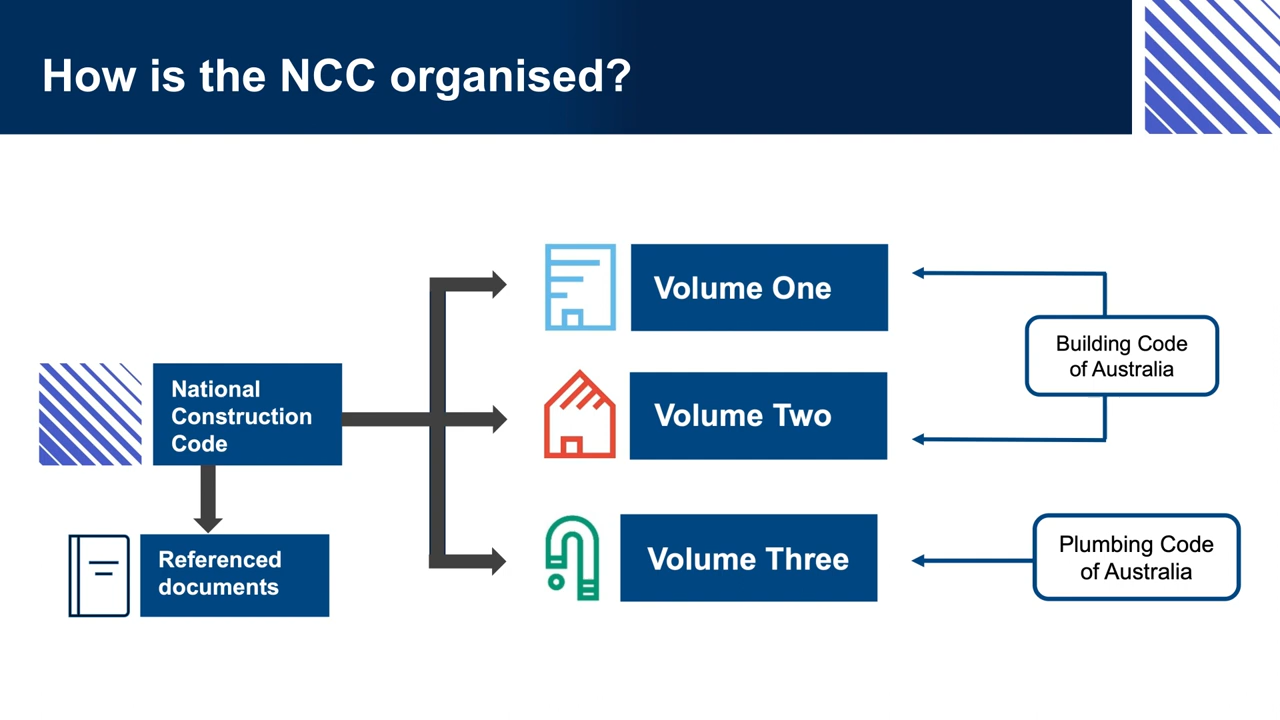 How is the NCC organised?
National
Construction
Code
Referenced
documents
Volume One
Volume Two
Volume Three
Building Code
of Australia
Plumbing Code
of Australia